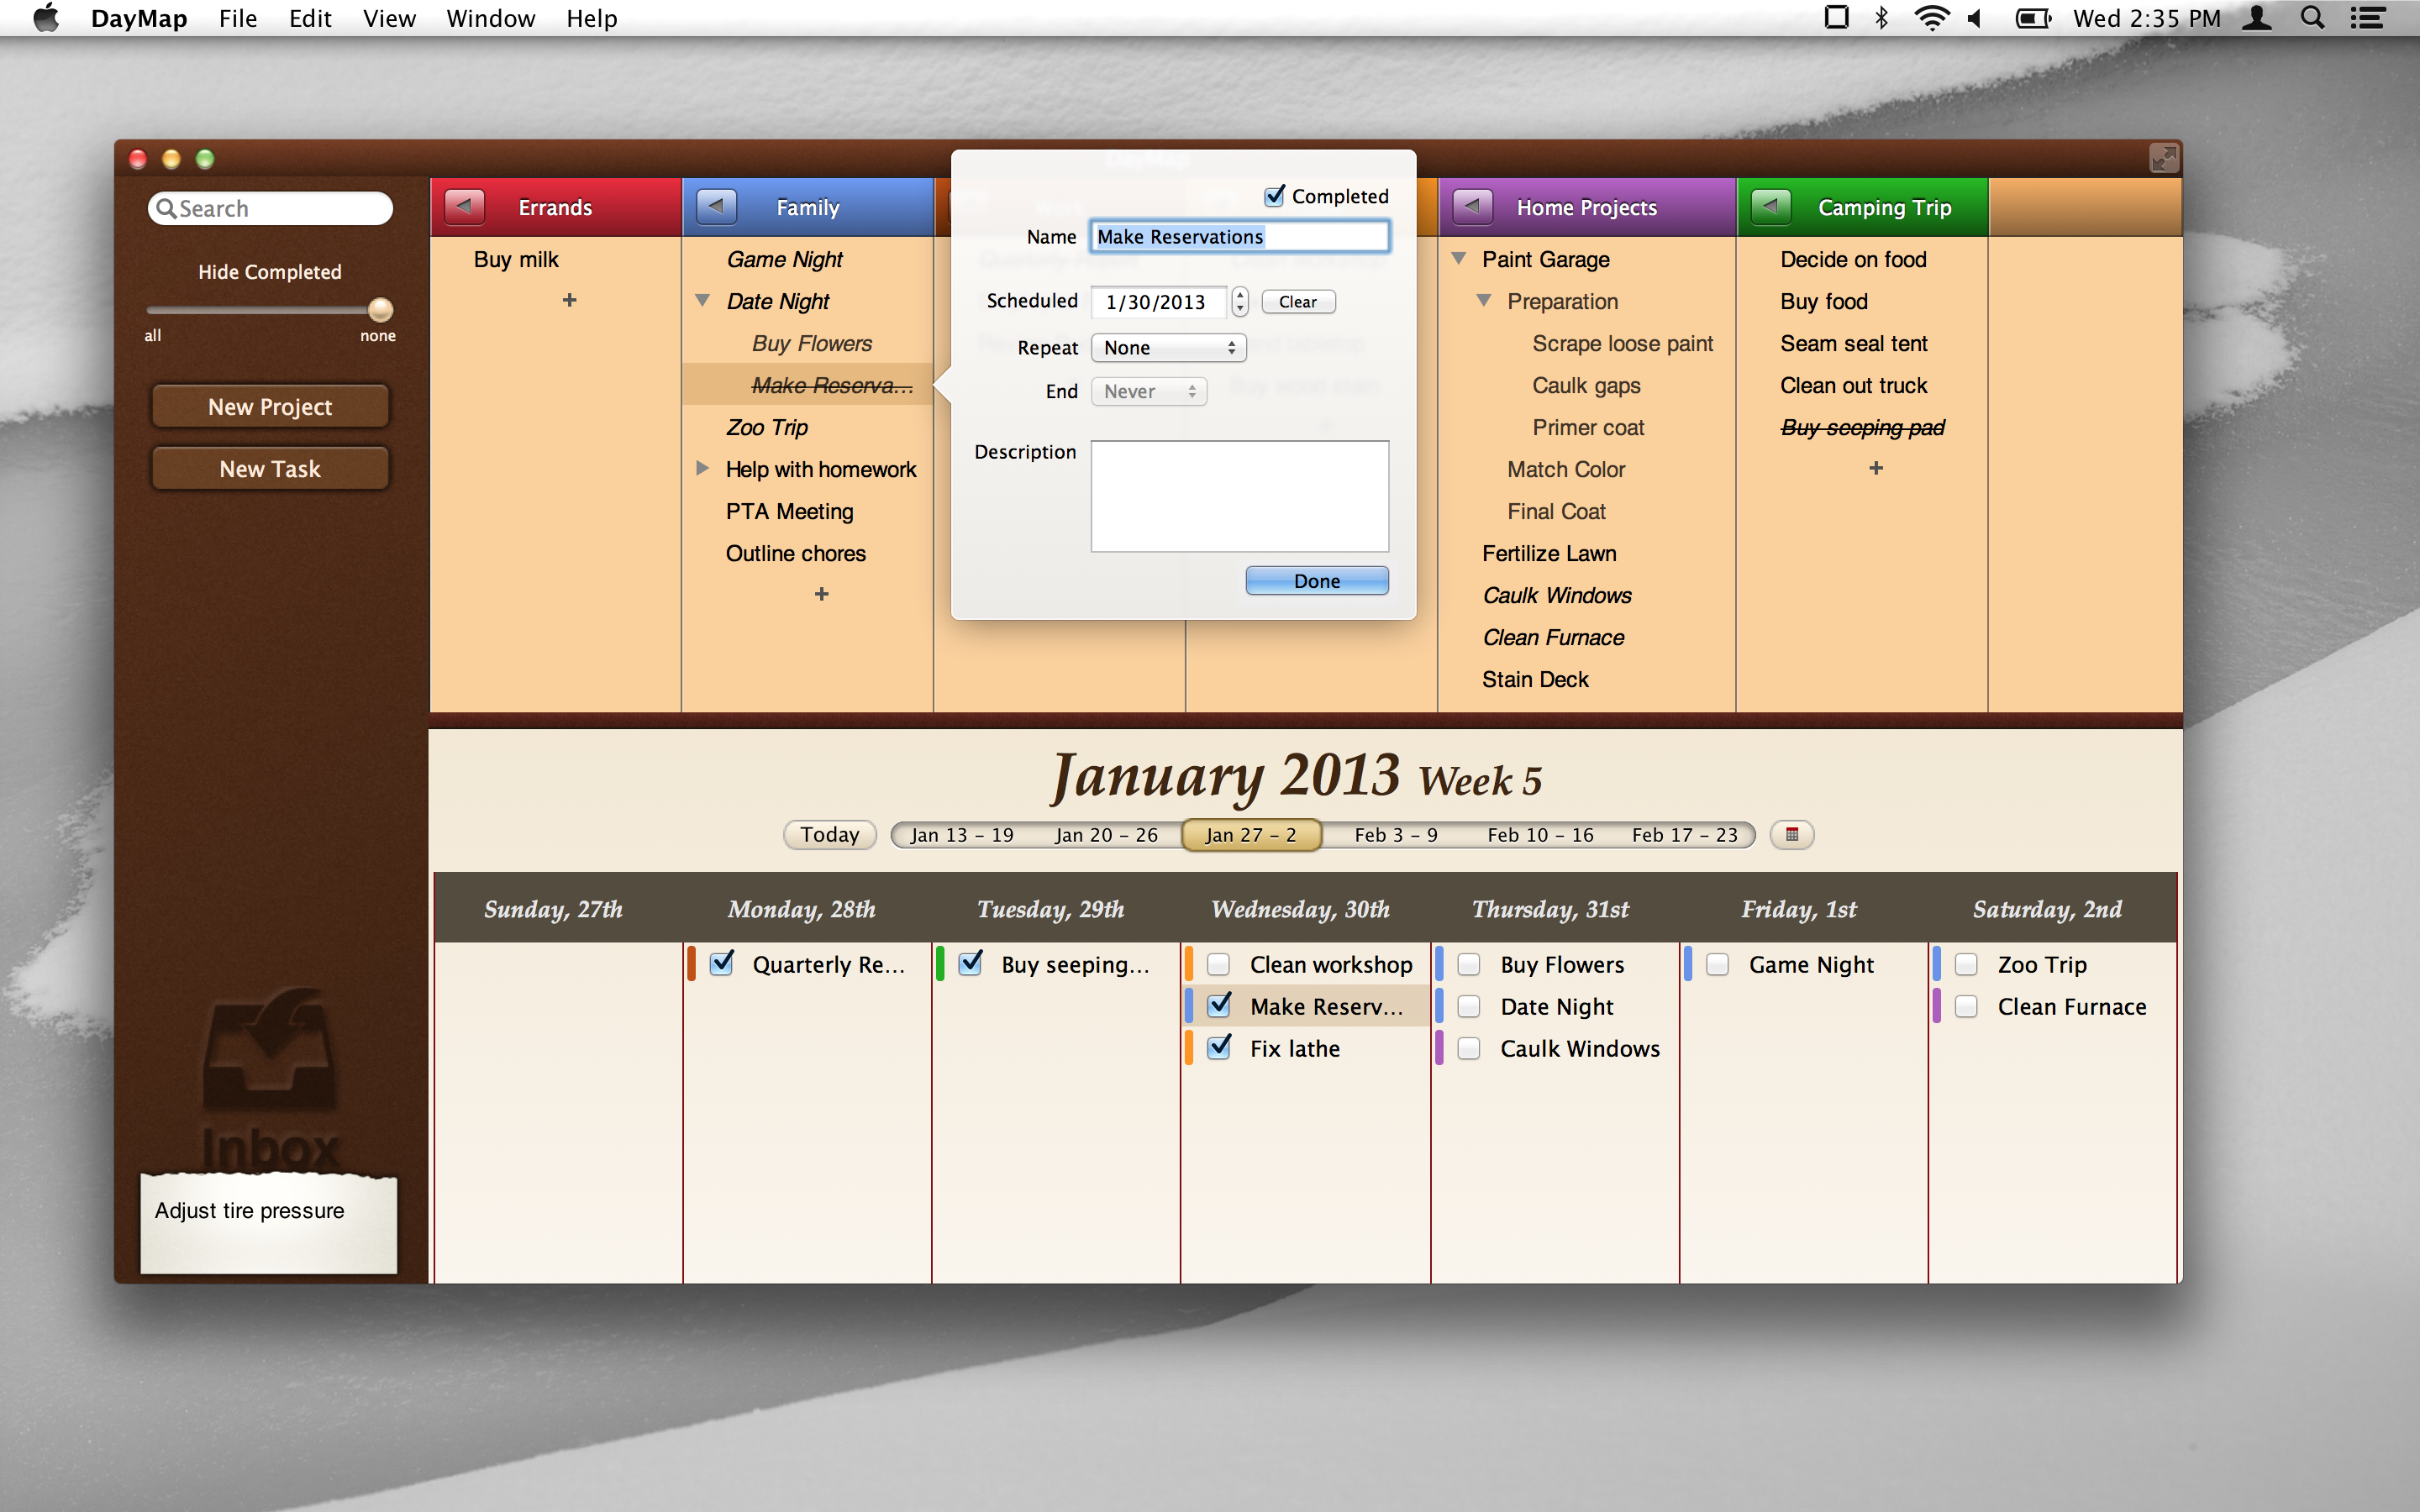 DayMap File Edit View Window Help Wed 2:35 PM
Search
Hide Completed
all none
New Project
New Task
Inbox
Adjust tire pressure
Errands
Buy milk
+
Family
Game Night
Date Night
Buy Flowers
Make Reserva...
Zoo Trip
Help with homework
PTA Meeting
Outline chores
+
Completed
Name Make Reservations
Scheduled 1/30/2013 Clear
Repeat None
End Never
Description
Done
Home Projects
Paint Garage
Preparation
Scrape loose paint
Caulk gaps
Primer coat
Match Color
Final Coat
Fertilize Lawn
Caulk Windows
Clean Furnace
Stain Deck
Camping Trip
Decide on food
Buy food
Seam seal tent
Clean out truck
Buy seeping pad
+
January 2013 Week 5
Today Jan 13 – 19 Jan 20 – 26 Jan 27 – 2 Feb 3 – 9 Feb 10 – 16 Feb 17 – 23
Sunday, 27th
Monday, 28th
Quarterly Re...
Tuesday, 29th
Buy seeping...
Wednesday, 30th
Clean workshop
Make Reserv...
Fix lathe
Thursday, 31st
Buy Flowers
Date Night
Caulk Windows
Friday, 1st
Game Night
Saturday, 2nd
Zoo Trip
Clean Furnace